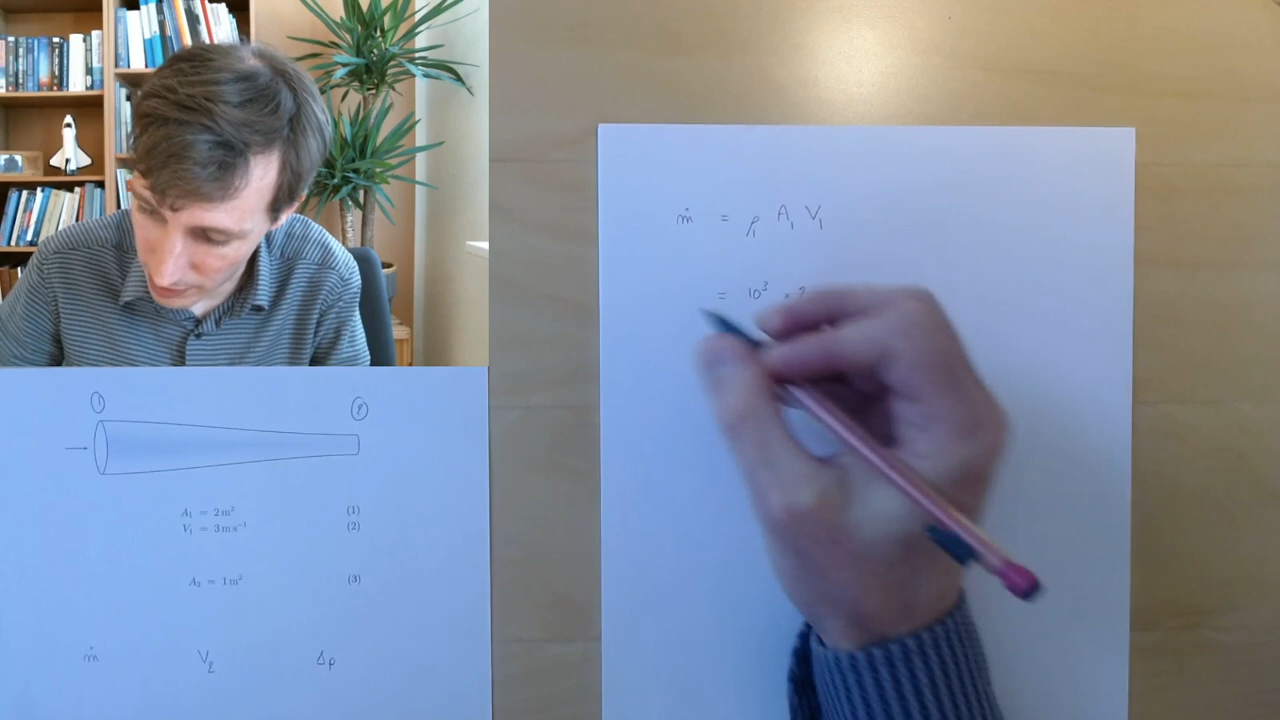 ① ②
A₁ = 2 m² (1)
V₁ = 3 m s⁻¹ (2)
A₂ = 1 m² (3)
ṁ V₂ Δp
ṁ = ρ₁ A₁ V₁
= 10³ × 2